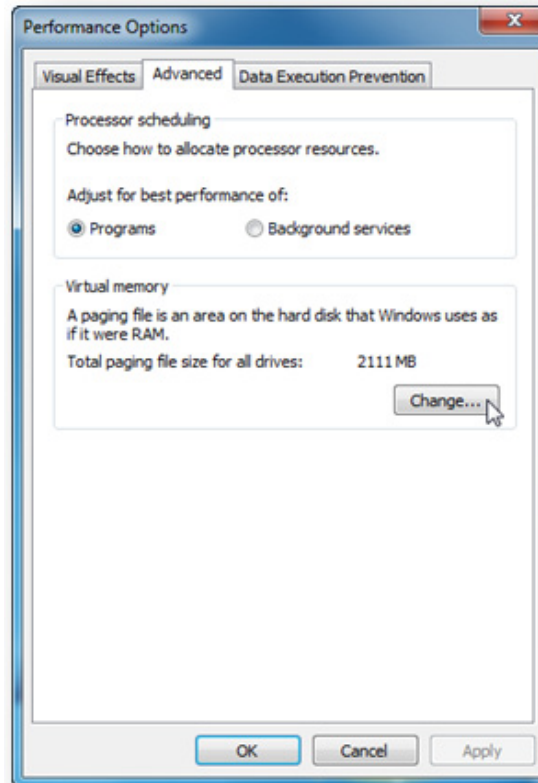 Performance Options
Visual Effects Advanced Data Execution Prevention
Processor scheduling
Choose how to allocate processor resources.
Adjust for best performance of:
Programs Background services
Virtual memory
A paging file is an area on the hard disk that Windows uses as
if it were RAM.
Total paging file size for all drives: 2111 MB
Change...
OK Cancel Apply